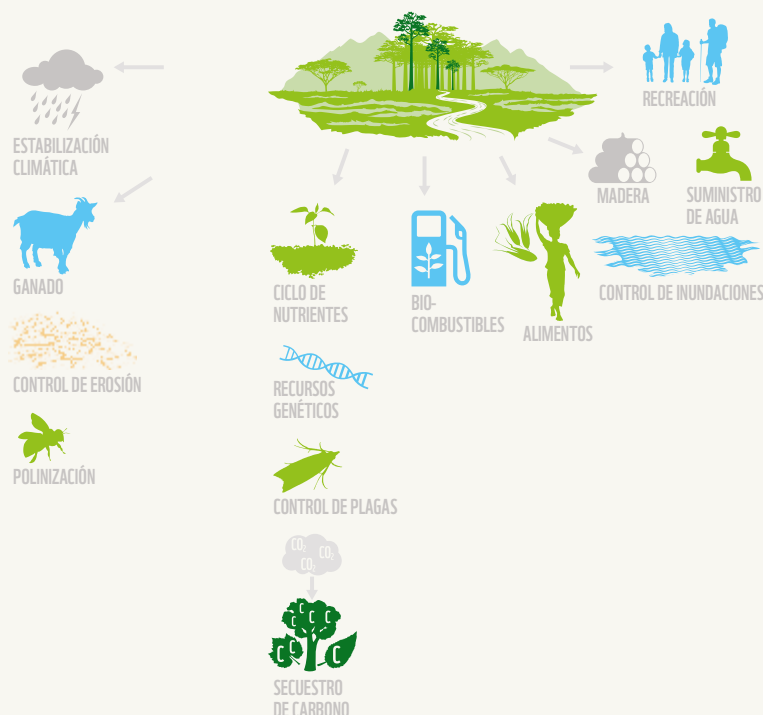 RECREACIÓN
ESTABILIZACIÓN
CLIMÁTICA
MADERA
SUMINISTRO
DE AGUA
GANADO
CICLO DE
NUTRIENTES
BIO-
COMBUSTIBLES
ALIMENTOS
CONTROL DE INUNDACIONES
CONTROL DE EROSIÓN
RECURSOS
GENÉTICOS
POLINIZACIÓN
CONTROL DE PLAGAS
CO₂
CO₂
CO₂
C
C C C
C
C C C
SECUESTRO
DE CARBONO